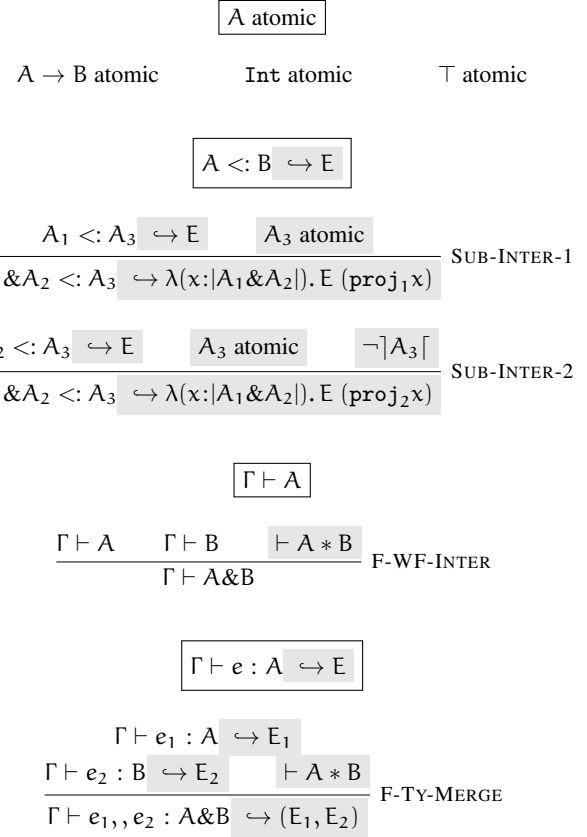 A atomic
A → B atomic Int atomic ⊤ atomic
A <: B ↪ E
A₁ <: A₃ ↪ E A₃ atomic
&A₂ <: A₃ ↪ λ(x:|A₁&A₂|). E (proj₁x) SUB-INTER-1
₂ <: A₃ ↪ E A₃ atomic ¬⌉A₃⌈
&A₂ <: A₃ ↪ λ(x:|A₁&A₂|). E (proj₂x) SUB-INTER-2
Γ ⊢ A
Γ ⊢ A Γ ⊢ B ⊢ A ∗ B
Γ ⊢ A&B F-WF-INTER
Γ ⊢ e : A ↪ E
Γ ⊢ e₁ : A ↪ E₁
Γ ⊢ e₂ : B ↪ E₂ ⊢ A ∗ B
Γ ⊢ e₁,,e₂ : A&B ↪ (E₁,E₂) F-TY-MERGE